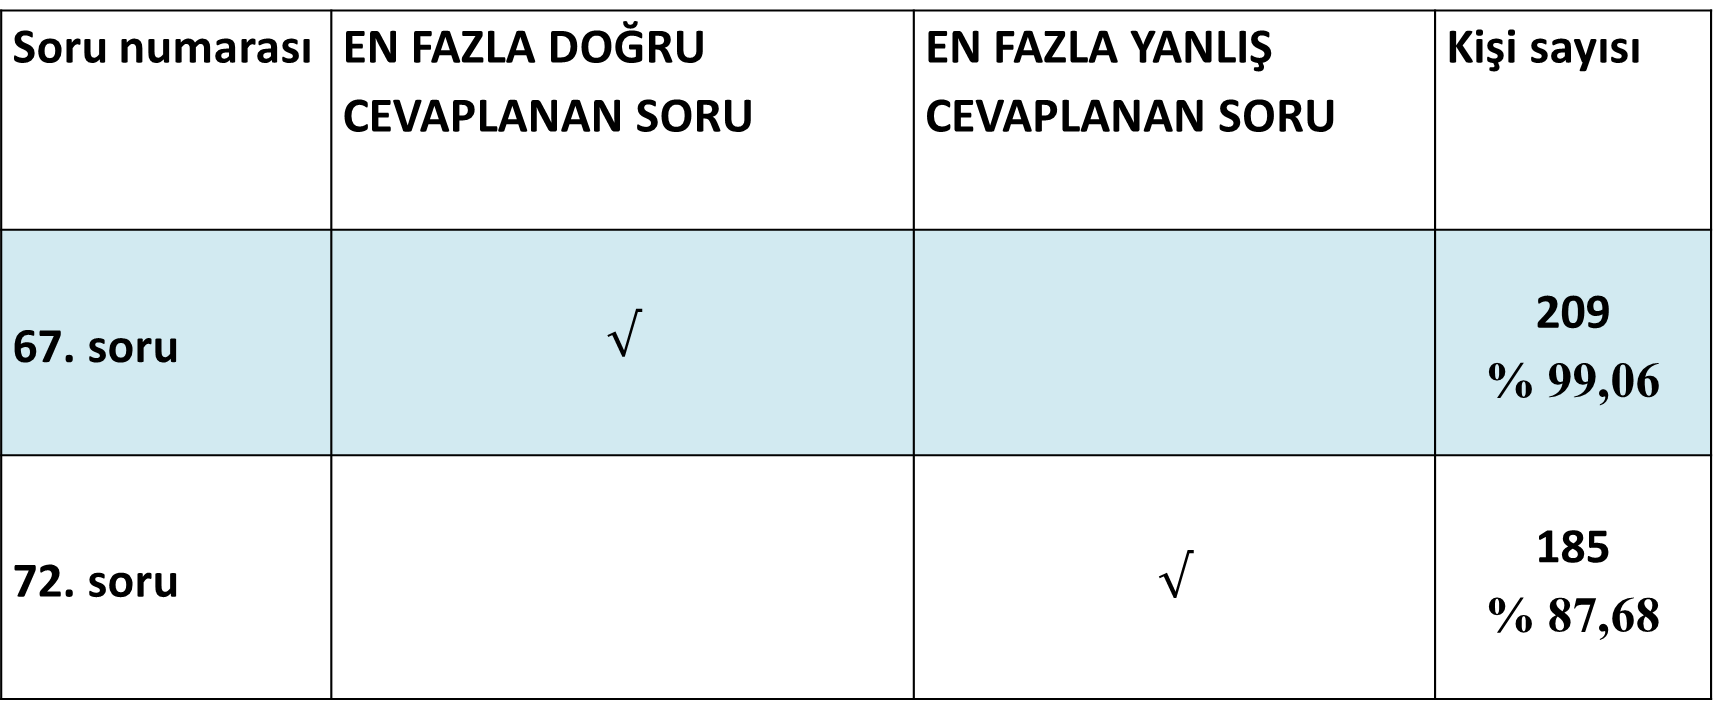 Soru numarası
EN FAZLA DOĞRU
CEVAPLANAN SORU
EN FAZLA YANLIŞ
CEVAPLANAN SORU
Kişi sayısı
67. soru
√
209
% 99,06
72. soru
√
185
% 87,68